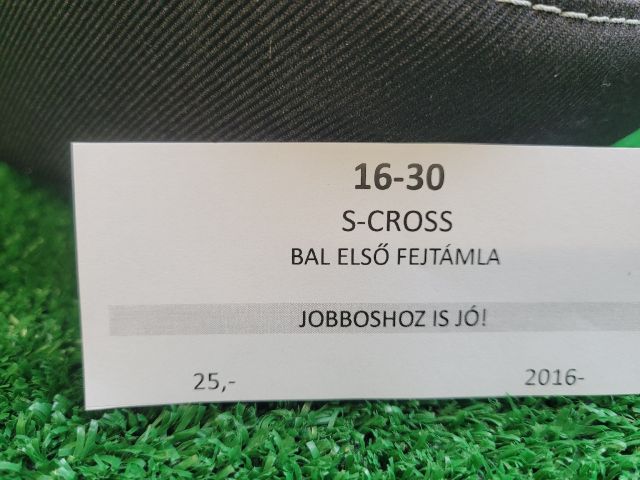 16-30
S-CROSS
BAL ELSŐ FEJTÁMLA
JOBBOSHOZ IS JÓ!
25,- 2016-